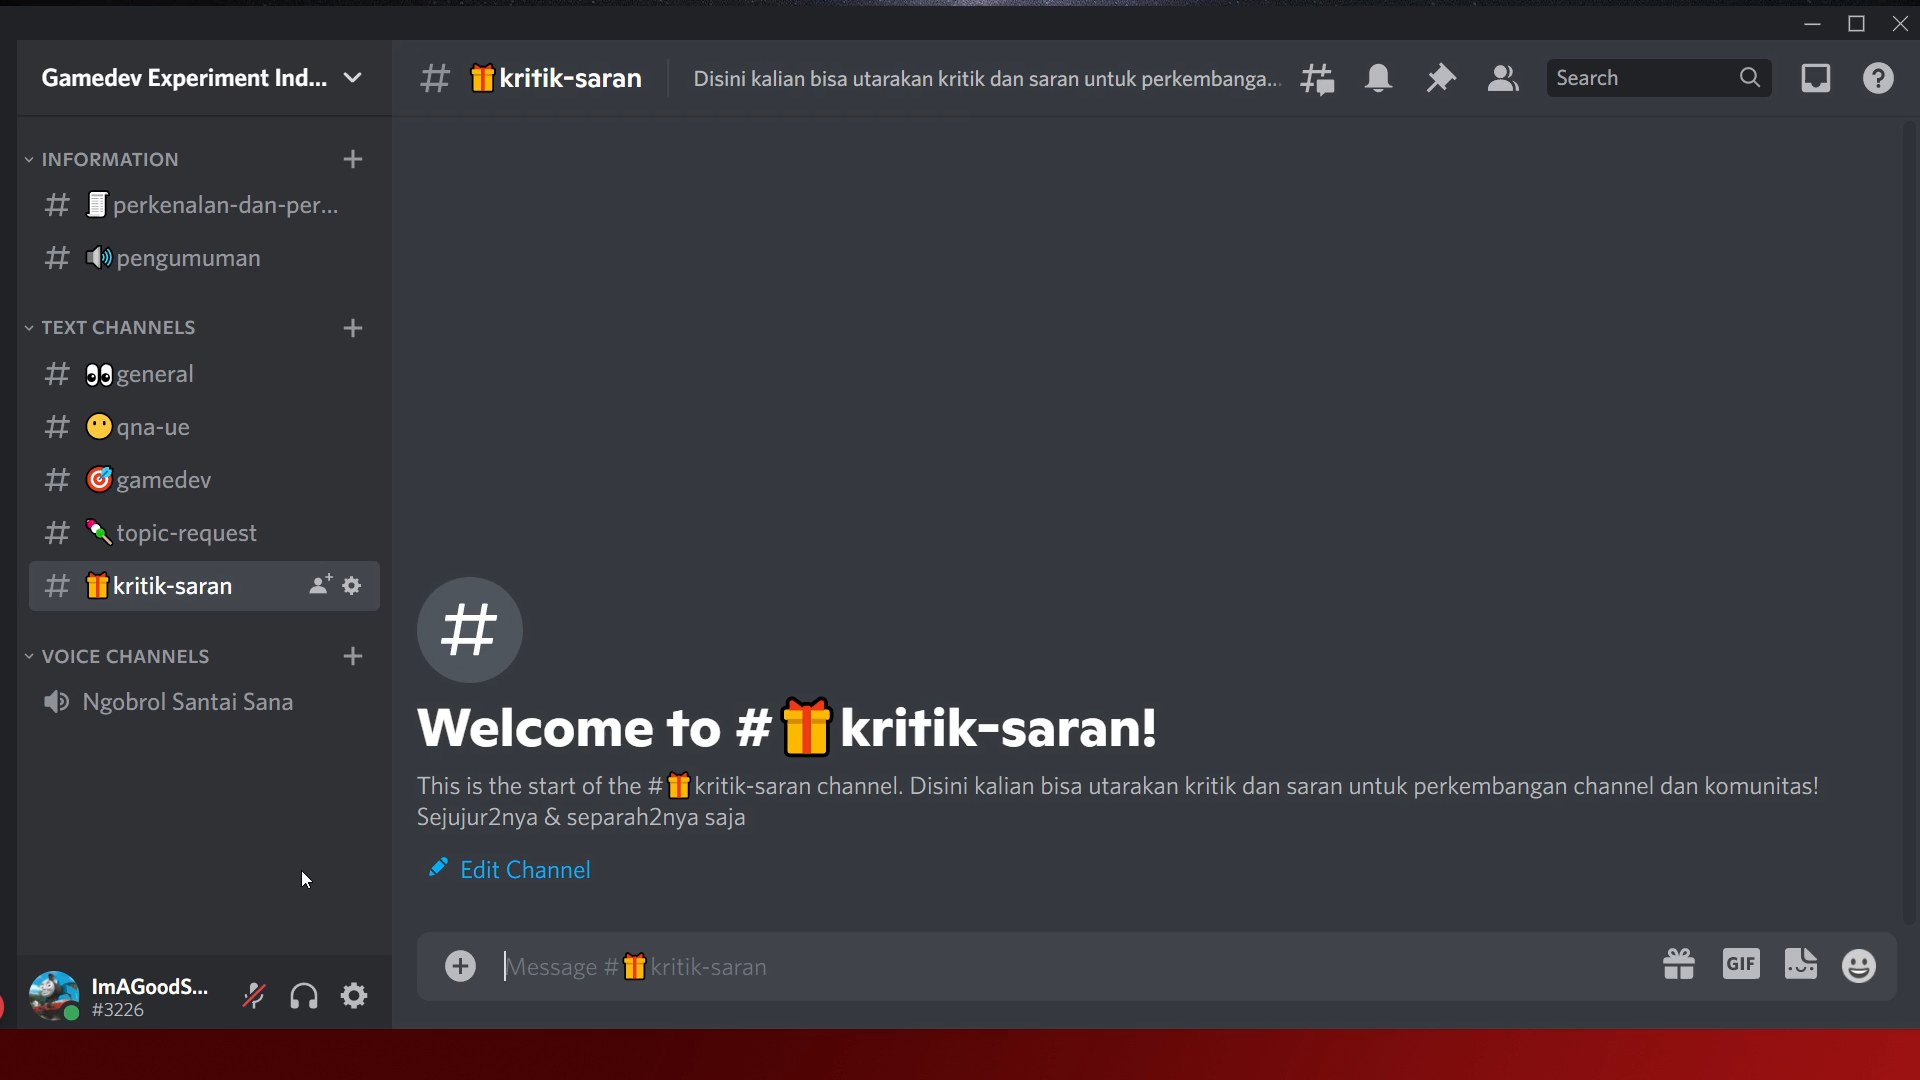 Gamedev Experiment Ind...
# 🎁kritik-saran
Disini kalian bisa utarakan kritik dan saran untuk perkembanga...
Search
INFORMATION
# 📜perkenalan-dan-per...
# 🔊pengumuman
TEXT CHANNELS
# 👀general
# 😶qna-ue
# 🎯gamedev
# 🍡topic-request
# 🎁kritik-saran
VOICE CHANNELS
Ngobrol Santai Sana
ImAGoodS...
#3226
#
Welcome to #🎁kritik-saran!
This is the start of the #🎁kritik-saran channel. Disini kalian bisa utarakan kritik dan saran untuk perkembangan channel dan komunitas!
Sejujur2nya & separah2nya saja
Edit Channel
Message #🎁kritik-saran
GIF